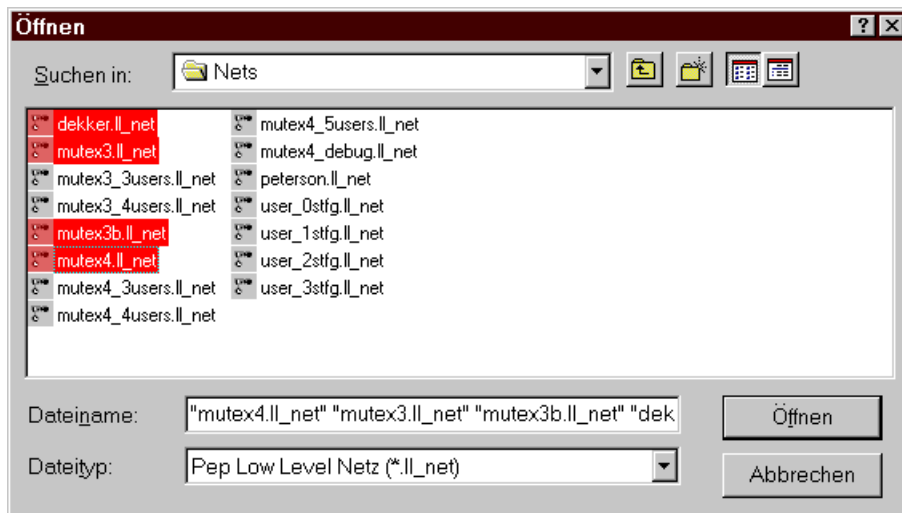 Öffnen
Suchen in: Nets
dekker.ll_net
mutex3.ll_net
mutex3_3users.ll_net
mutex3_4users.ll_net
mutex3b.ll_net
mutex4.ll_net
mutex4_3users.ll_net
mutex4_4users.ll_net
mutex4_5users.ll_net
mutex4_debug.ll_net
peterson.ll_net
user_0stfg.ll_net
user_1stfg.ll_net
user_2stfg.ll_net
user_3stfg.ll_net
Dateiname: "mutex4.ll_net" "mutex3.ll_net" "mutex3b.ll_net" "dek
Öffnen
Dateityp: Pep Low Level Netz (*.ll_net)
Abbrechen